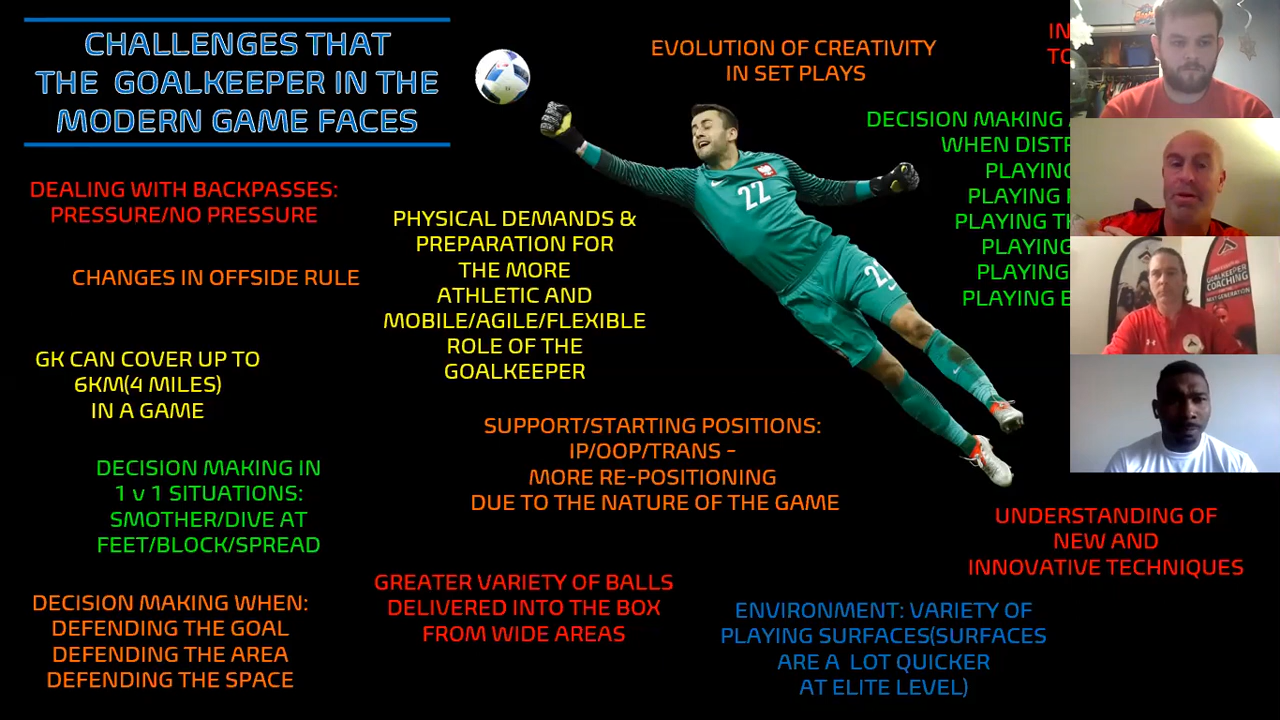 CHALLENGES THAT
THE GOALKEEPER IN THE
MODERN GAME FACES
EVOLUTION OF CREATIVITY
IN SET PLAYS
DEALING WITH BACKPASSES:
PRESSURE/NO PRESSURE
CHANGES IN OFFSIDE RULE
GK CAN COVER UP TO
6KM(4 MILES)
IN A GAME
DECISION MAKING IN
1 v 1 SITUATIONS:
SMOTHER/DIVE AT
FEET/BLOCK/SPREAD
DECISION MAKING WHEN:
DEFENDING THE GOAL
DEFENDING THE AREA
DEFENDING THE SPACE
PHYSICAL DEMANDS &
PREPARATION FOR
THE MORE
ATHLETIC AND
MOBILE/AGILE/FLEXIBLE
ROLE OF THE
GOALKEEPER
22
SUPPORT/STARTING POSITIONS:
IP/OOP/TRANS -
MORE RE-POSITIONING
DUE TO THE NATURE OF THE GAME
GREATER VARIETY OF BALLS
DELIVERED INTO THE BOX
FROM WIDE AREAS
DECISION MAKING
WHEN
PLAYING
PLAYING
PLAYING
PLAYING
PLAYING
PLAYING
GOALKEEPER
COACHING
NEXT GENERATION
UNDERSTANDING OF
NEW AND
INNOVATIVE TECHNIQUES
ENVIRONMENT: VARIETY OF
PLAYING SURFACES(SURFACES
ARE A LOT QUICKER
AT ELITE LEVEL)